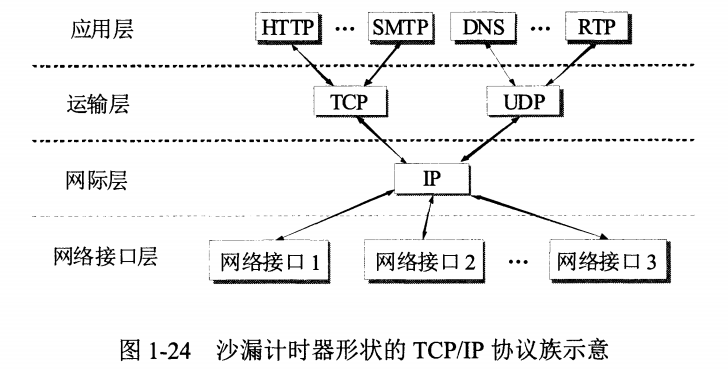 应用层 HTTP … SMTP DNS … RTP
运输层 TCP UDP
网际层 IP
网络接口层 网络接口 1 网络接口 2 … 网络接口 3
图 1-24 沙漏计时器形状的 TCP/IP 协议族示意